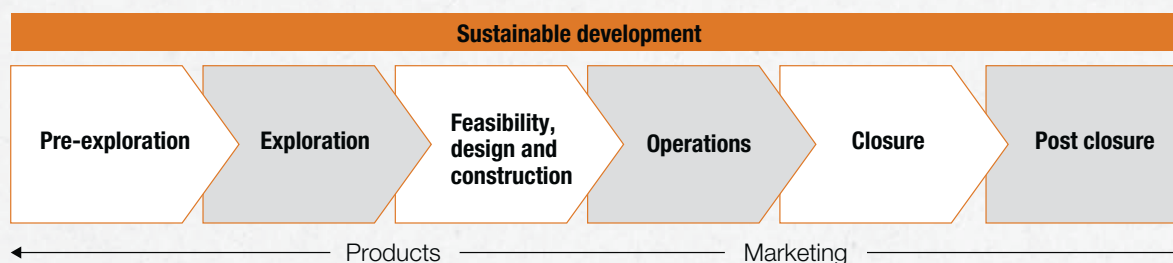 Sustainable development
Pre-exploration
Exploration
Feasibility,
design and
construction
Operations
Closure
Post closure
Products
Marketing